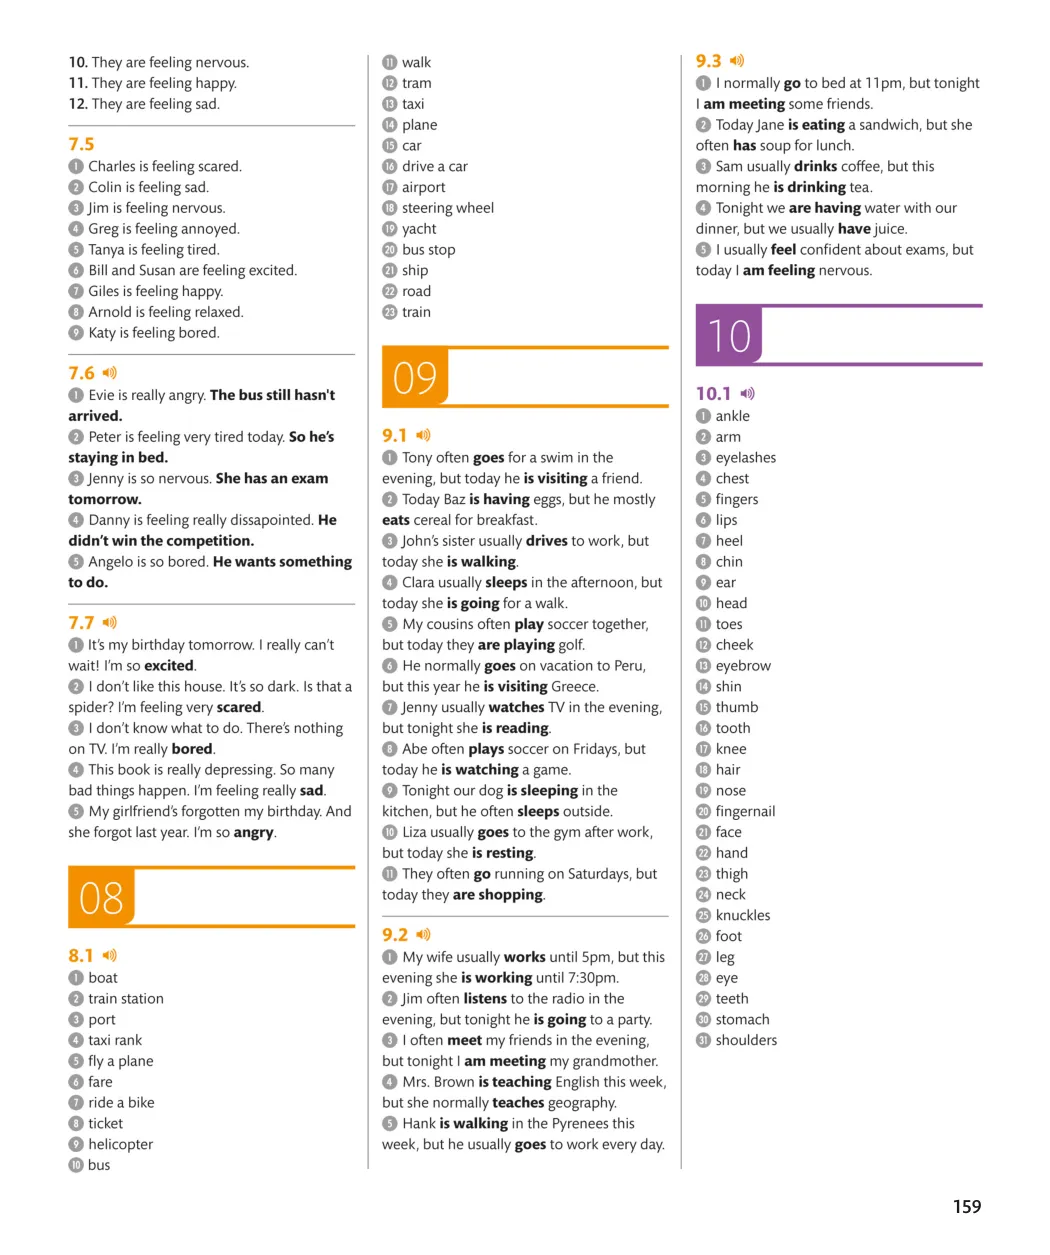 10. They are feeling nervous.
11. They are feeling happy.
12. They are feeling sad.
7.5
1 Charles is feeling scared.
2 Colin is feeling sad.
3 Jim is feeling nervous.
4 Greg is feeling annoyed.
5 Tanya is feeling tired.
6 Bill and Susan are feeling excited.
7 Giles is feeling happy.
8 Arnold is feeling relaxed.
9 Katy is feeling bored.
7.6
1 Evie is really angry. The bus still hasn't
arrived.
2 Peter is feeling very tired today. So he’s
staying in bed.
3 Jenny is so nervous. She has an exam
tomorrow.
4 Danny is feeling really dissapointed. He
didn’t win the competition.
5 Angelo is so bored. He wants something
to do.
7.7
1 It’s my birthday tomorrow. I really can’t
wait! I’m so excited.
2 I don’t like this house. It’s so dark. Is that a
spider? I’m feeling very scared.
3 I don’t know what to do. There’s nothing
on TV. I’m really bored.
4 This book is really depressing. So many
bad things happen. I’m feeling really sad.
5 My girlfriend’s forgotten my birthday. And
she forgot last year. I’m so angry.
08
8.1
1 boat
2 train station
3 port
4 taxi rank
5 fly a plane
6 fare
7 ride a bike
8 ticket
9 helicopter
10 bus
11 walk
12 tram
13 taxi
14 plane
15 car
16 drive a car
17 airport
18 steering wheel
19 yacht
20 bus stop
21 ship
22 road
23 train
09
9.1
1 Tony often goes for a swim in the
evening, but today he is visiting a friend.
2 Today Baz is having eggs, but he mostly
eats cereal for breakfast.
3 John’s sister usually drives to work, but
today she is walking.
4 Clara usually sleeps in the afternoon, but
today she is going for a walk.
5 My cousins often play soccer together,
but today they are playing golf.
6 He normally goes on vacation to Peru,
but this year he is visiting Greece.
7 Jenny usually watches TV in the evening,
but tonight she is reading.
8 Abe often plays soccer on Fridays, but
today he is watching a game.
9 Tonight our dog is sleeping in the
kitchen, but he often sleeps outside.
10 Liza usually goes to the gym after work,
but today she is resting.
11 They often go running on Saturdays, but
today they are shopping.
9.2
1 My wife usually works until 5pm, but this
evening she is working until 7:30pm.
2 Jim often listens to the radio in the
evening, but tonight he is going to a party.
3 I often meet my friends in the evening,
but tonight I am meeting my grandmother.
4 Mrs. Brown is teaching English this week,
but she normally teaches geography.
5 Hank is walking in the Pyrenees this
week, but he usually goes to work every day.
9.3
1 I normally go to bed at 11pm, but tonight
I am meeting some friends.
2 Today Jane is eating a sandwich, but she
often has soup for lunch.
3 Sam usually drinks coffee, but this
morning he is drinking tea.
4 Tonight we are having water with our
dinner, but we usually have juice.
5 I usually feel confident about exams, but
today I am feeling nervous.
10
10.1
1 ankle
2 arm
3 eyelashes
4 chest
5 fingers
6 lips
7 heel
8 chin
9 ear
10 head
11 toes
12 cheek
13 eyebrow
14 shin
15 thumb
16 tooth
17 knee
18 hair
19 nose
20 fingernail
21 face
22 hand
23 thigh
24 neck
25 knuckles
26 foot
27 leg
28 eye
29 teeth
30 stomach
31 shoulders
159